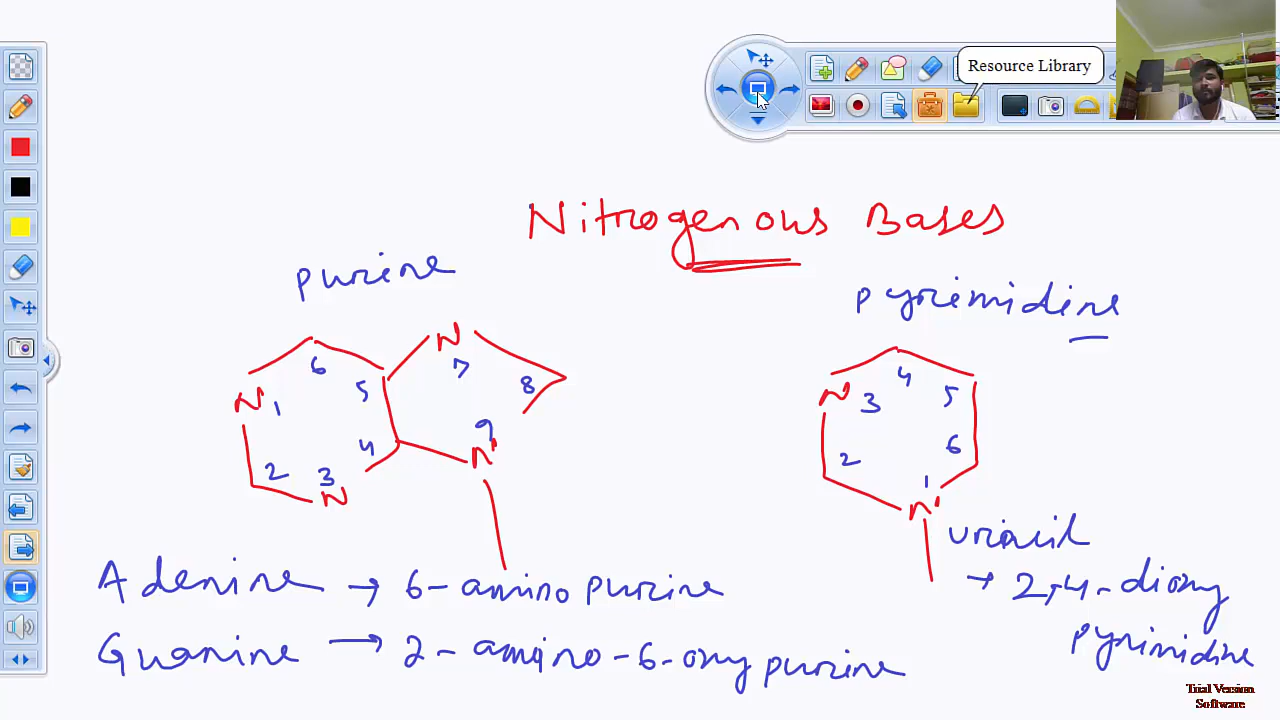 Resource Library
Nitrogenous Bases
purine
pyrimidine
N 7
6
5
8
N 1
9
4
N
2
3
N
N 3
4
5
2
6
1
N
uriacil
Adenine → 6-amino purine
→ 2,4-dioxy
Guanine → 2-amino-6-oxy purine
pyrimidine
Trial Version
Software